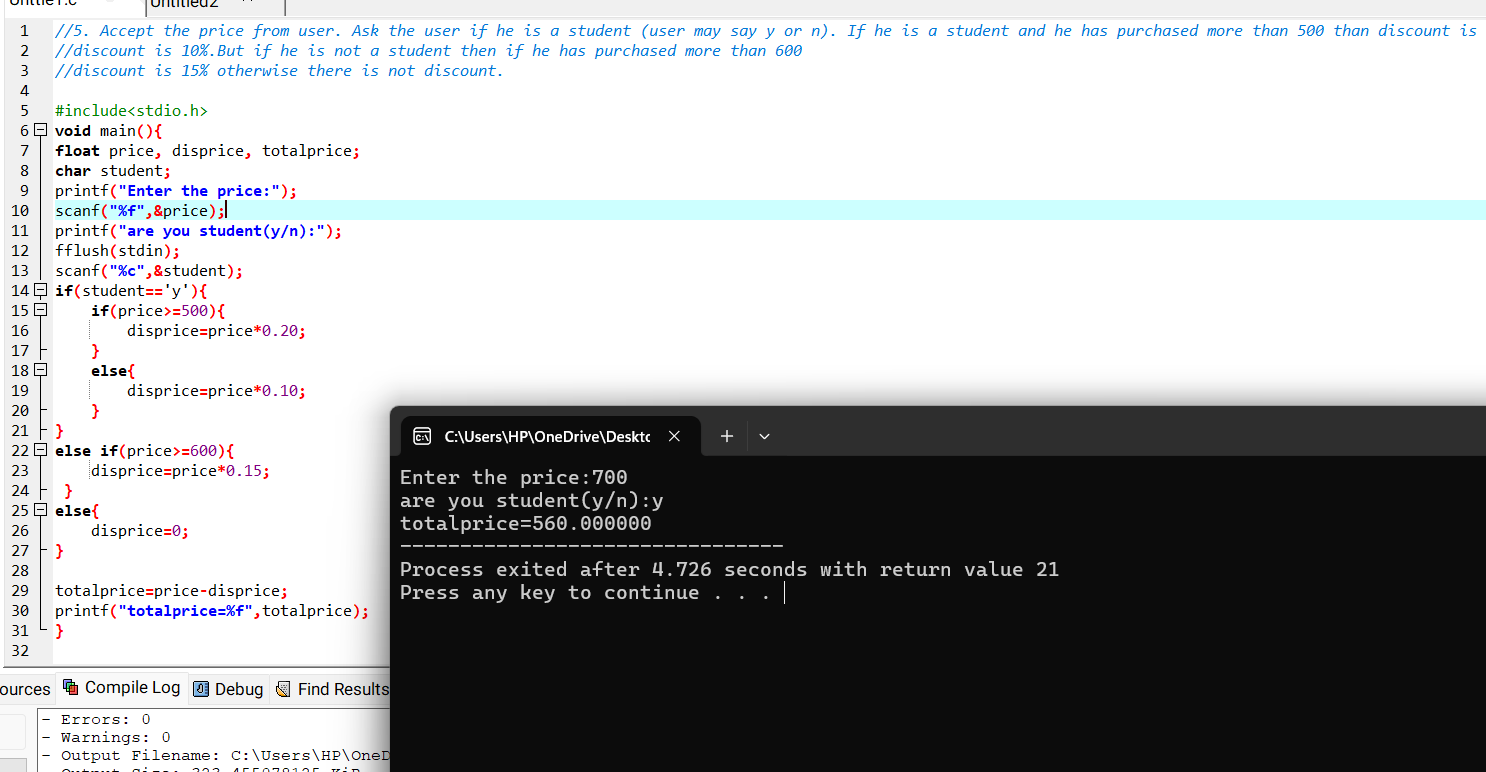 Untitled2
1 //5. Accept the price from user. Ask the user if he is a student (user may say y or n). If he is a student and he has purchased more than 500 than discount is
2 //discount is 10%.But if he is not a student then if he has purchased more than 600
3 //discount is 15% otherwise there is not discount.
4
5 #include<stdio.h>
6 void main(){
7 float price, disprice, totalprice;
8 char student;
9 printf("Enter the price:");
10 scanf("%f",&price);
11 printf("are you student(y/n):");
12 fflush(stdin);
13 scanf("%c",&student);
14 if(student=='y'){
15 if(price>=500){
16 disprice=price*0.20;
17 }
18 else{
19 disprice=price*0.10;
20 }
21 }
22 else if(price>=600){
23 disprice=price*0.15;
24 }
25 else{
26 disprice=0;
27 }
28
29 totalprice=price-disprice;
30 printf("totalprice=%f",totalprice);
31 }
32
C:\Users\HP\OneDrive\Deskto
Enter the price:700
are you student(y/n):y
totalprice=560.000000
--------------------------------
Process exited after 4.726 seconds with return value 21
Press any key to continue . . .
ources Compile Log Debug Find Results
- Errors: 0
- Warnings: 0
- Output Filename: C:\Users\HP\OneD